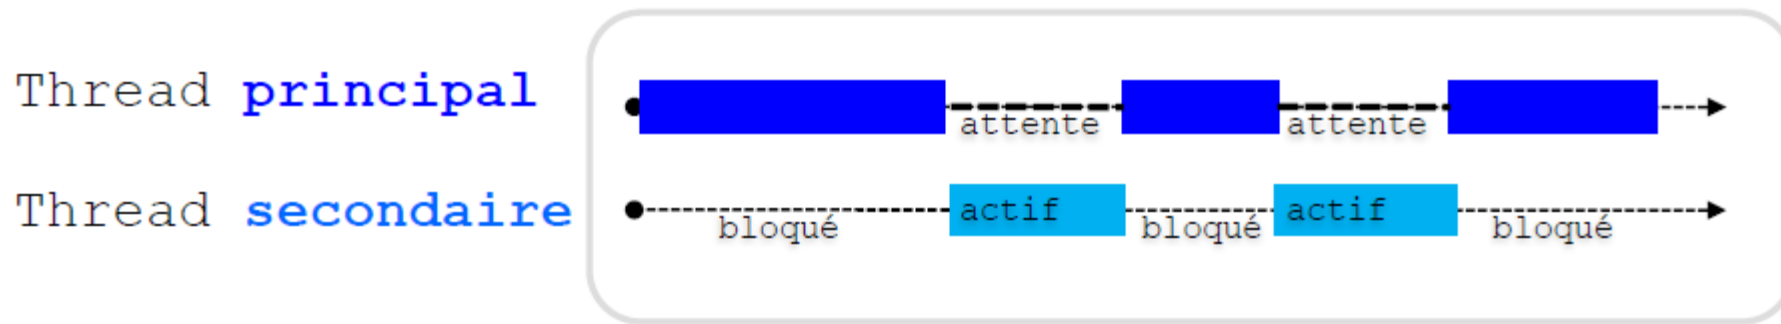 Thread principal
attente attente
Thread secondaire
actif actif
bloqué bloqué bloqué